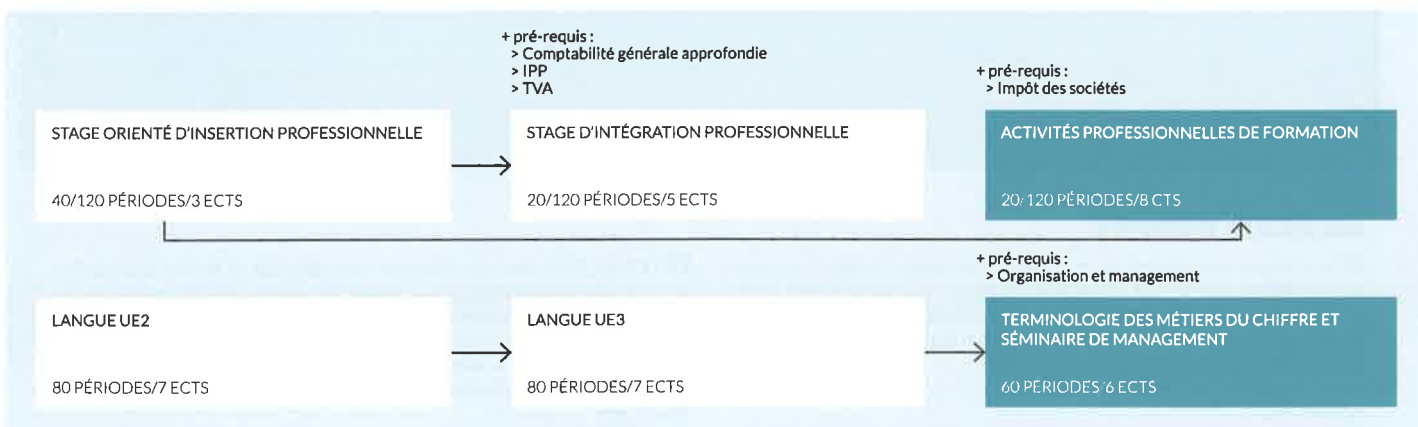 + pré-requis :
> Comptabilité générale approfondie
> IPP
> TVA
+ pré-requis :
> Impôt des sociétés
STAGE ORIENTÉ D'INSERTION PROFESSIONNELLE
40/120 PÉRIODES/3 ECTS
STAGE D'INTÉGRATION PROFESSIONNELLE
20/120 PÉRIODES/5 ECTS
ACTIVITÉS PROFESSIONNELLES DE FORMATION
20/120 PÉRIODES/8 CTS
+ pré-requis :
> Organisation et management
LANGUE UE2
80 PÉRIODES/7 ECTS
LANGUE UE3
80 PÉRIODES/7 ECTS
TERMINOLOGIE DES MÉTIERS DU CHIFFRE ET
SÉMINAIRE DE MANAGEMENT
60 PERIODES/6 ECTS